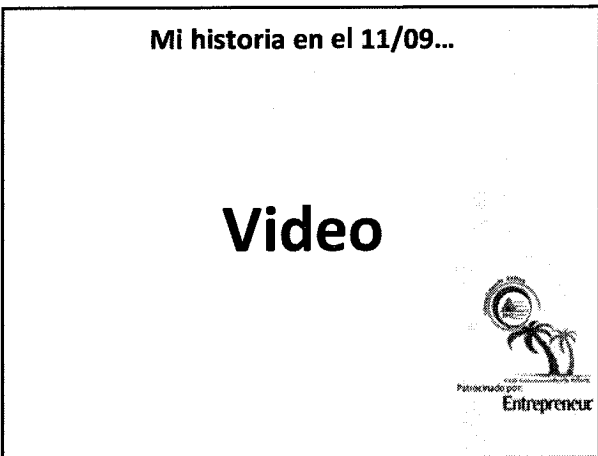 Mi historia en el 11/09...
Video
Patrocinado por:
Entrepreneur